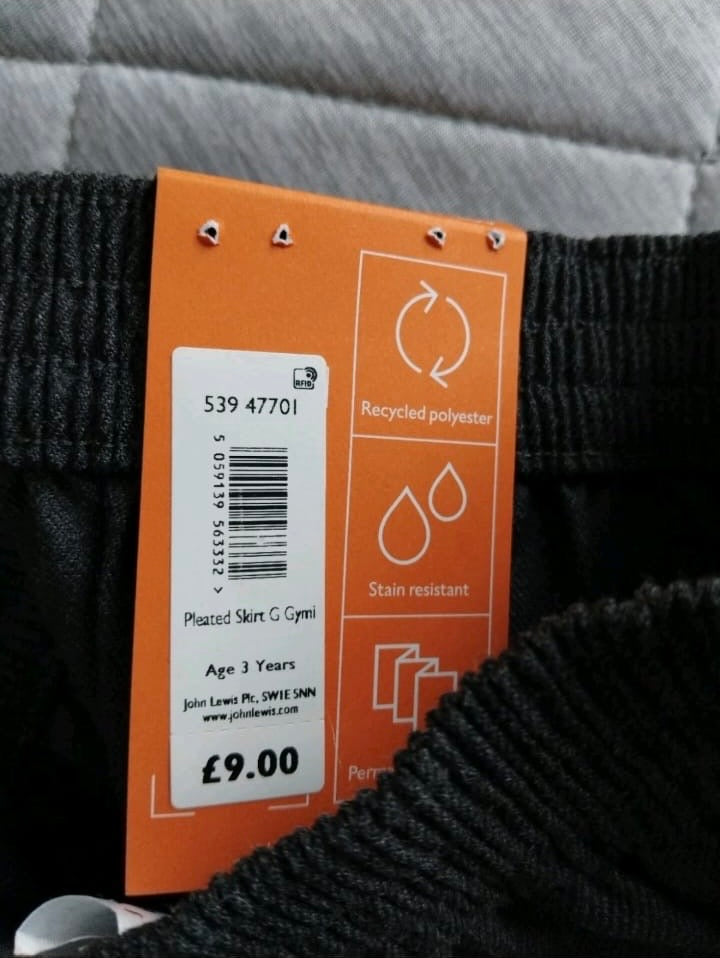 RFID
539 47701
5 059139 563332 >
Pleated Skirt G Gymi
Age 3 Years
John Lewis Plc, SW1E 5NN
www.johnlewis.com
£9.00
Recycled polyester
Stain resistant